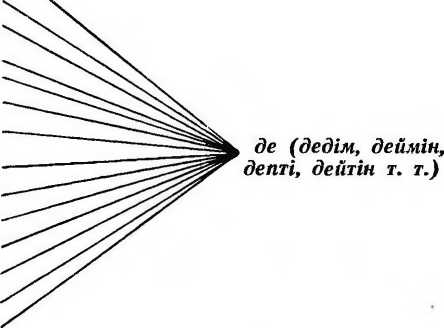 де (дедім, деймін,
депті, дейтін т. т.)